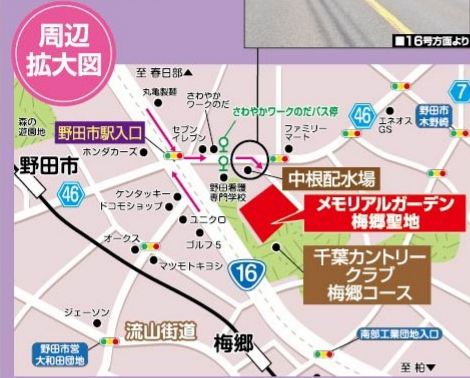 周辺
拡大図
■16号方面より
至 春日部▲
丸亀製麺
さわやか
ワークのだ
さわやかワークのだバス停
森の
遊園地
野田市駅入口
セブン
イレブン
ファミリー
マート
46
エネオス
GS
野田市
木野崎
7
ホンダカーズ
野田市
野田看護
専門学校
中根配水場
46
ケンタッキー
ドコモショップ
メモリアルガーデン
梅郷聖地
ユニクロ
オークス
ゴルフ5
マツモトキヨシ
千葉カントリー
クラブ
梅郷コース
16
ジェーソン
流山街道
梅郷
野田市営
大和田団地
南部工業団地入口
至 柏▼